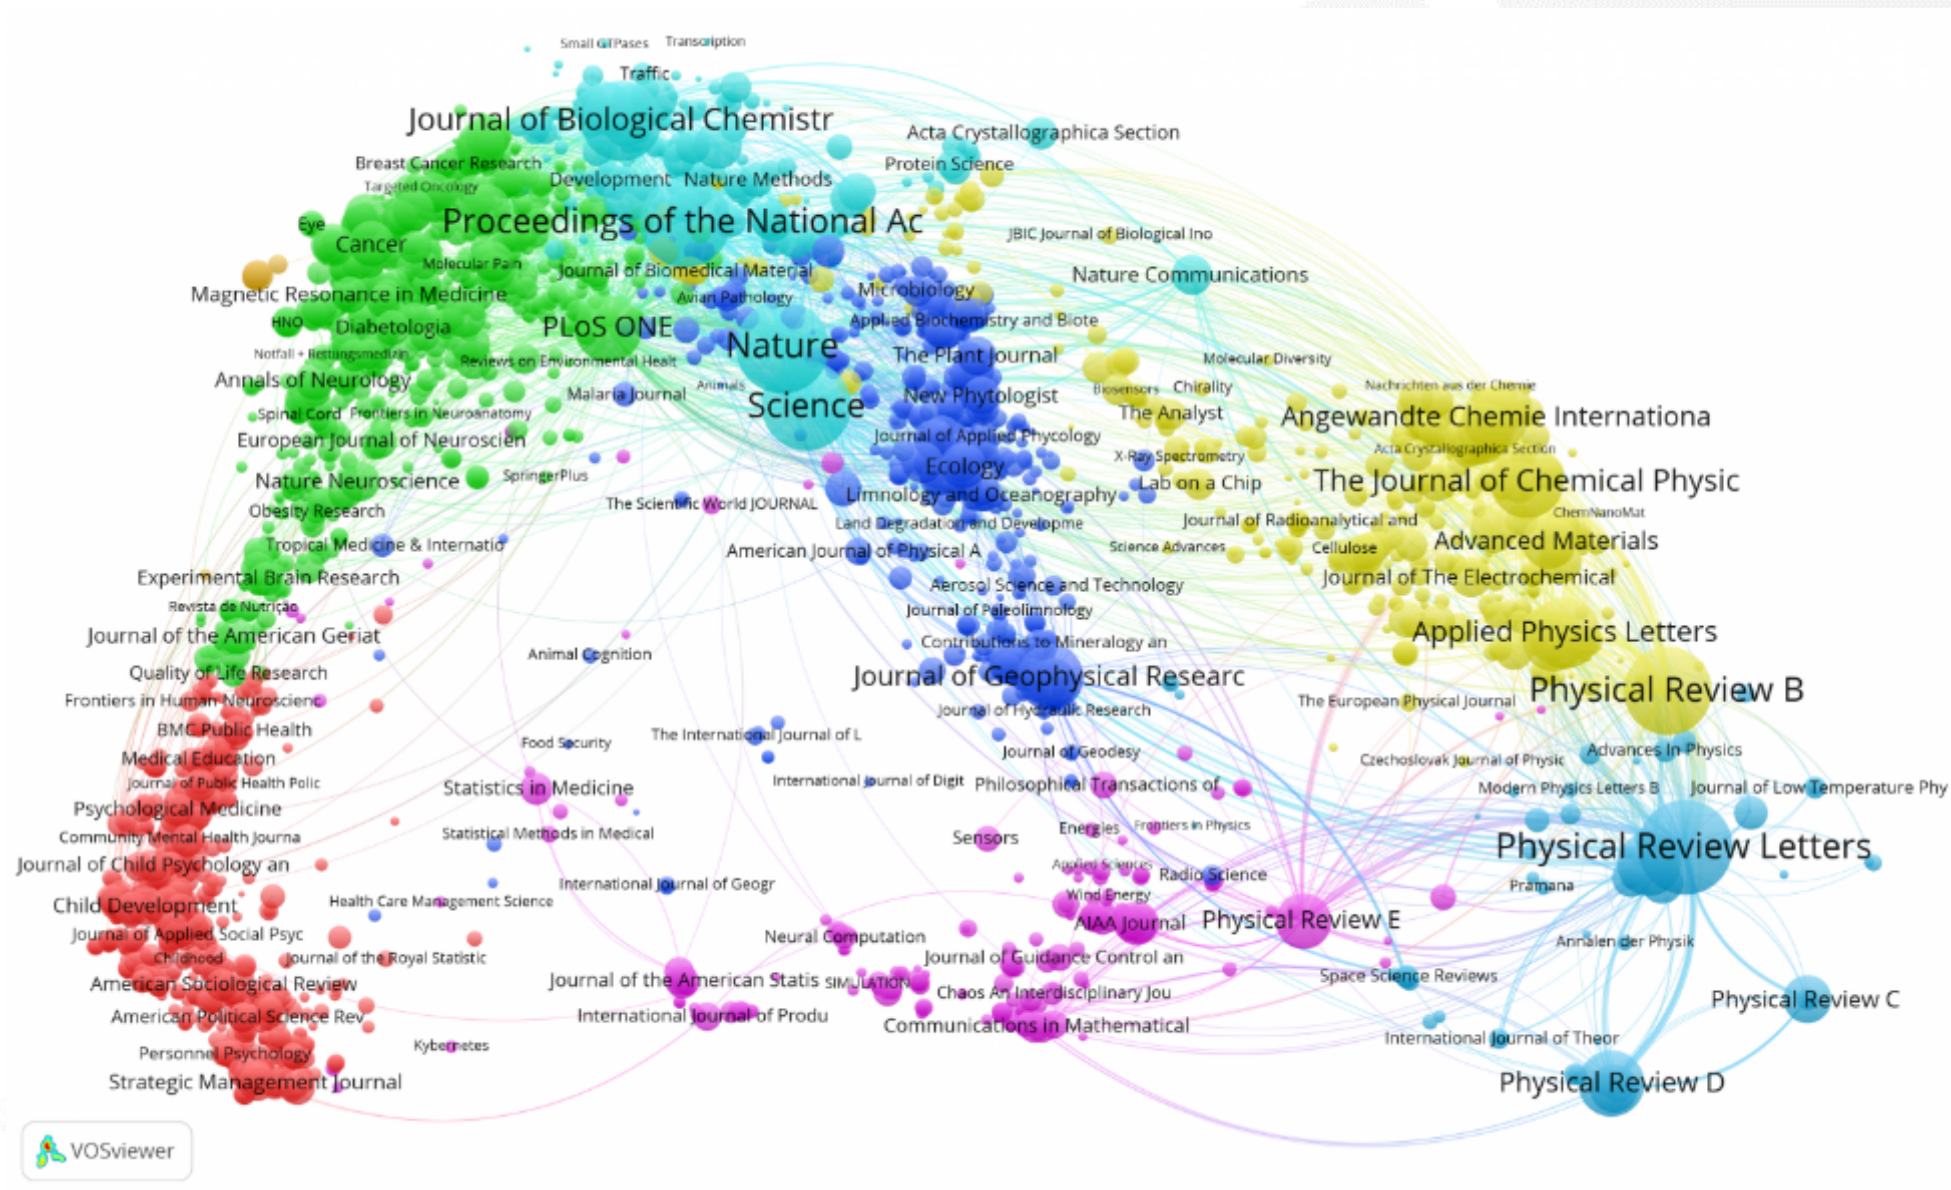 Small GTPases
Transcription
Traffic
Journal of Biological Chemistr
Acta Crystallographica Section
Breast Cancer Research
Protein Science
Targeted Oncology
Development
Nature Methods
Proceedings of the National Ac
Eye
Cancer
JBIC Journal of Biological Ino
Molecular Pain
Journal of Biomedical Material
Nature Communications
Magnetic Resonance in Medicine
Avian Pathology
Microbiology
HNO
Diabetologia
PLoS ONE
Applied Biochemistry and Biote
Nature
Notfall + Rettungsmedizin
Reviews on Environmental Healt
The Plant Journal
Molecular Diversity
Annals of Neurology
Malaria Journal
Animals
New Phytologist
Biosensors
Chirality
Nachrichten aus der Chemie
Science
Spinal Cord
Frontiers in Neuroanatomy
The Analyst
Angewandte Chemie Internationa
European Journal of Neuroscien
Journal of Applied Phycology
Acta Crystallographica Section
X-Ray Spectrometry
Ecology
Nature Neuroscience
SpringerPlus
Lab on a Chip
The Journal of Chemical Physic
Limnology and Oceanography
The Scientific World JOURNAL
Obesity Research
ChemNanoMat
Land Degradation and Developme
Journal of Radioanalytical and
Tropical Medicine & Internatio
American Journal of Physical A
Science Advances
Cellulose
Advanced Materials
Experimental Brain Research
Aerosol Science and Technology
Journal of The Electrochemical
Revista de Nutrição
Journal of Paleolimnology
Journal of the American Geriat
Contributions to Mineralogy an
Applied Physics Letters
Animal Cognition
Quality of Life Research
Journal of Geophysical Researc
Physical Review B
Frontiers in Human Neuroscienc
The European Physical Journal
Journal of Hydraulic Research
BMC Public Health
Food Security
The International Journal of L
Journal of Geodesy
Advances In Physics
Medical Education
Czechoslovak Journal of Physic
Journal of Public Health Polic
Statistics in Medicine
International Journal of Digit
Philosophical Transactions of
Modern Physics Letters B
Journal of Low Temperature Phy
Psychological Medicine
Community Mental Health Journa
Statistical Methods in Medical
Sensors
Energies
Frontiers in Physics
Physical Review Letters
Journal of Child Psychology an
Applied Sciences
Radio Science
International Journal of Geogr
Pramana
Child Development
Health Care Management Science
Wind Energy
AIAA Journal
Physical Review E
Journal of Applied Social Psyc
Neural Computation
Annalen der Physik
Childhood
Journal of the Royal Statistic
Journal of Guidance Control an
American Sociological Review
Journal of the American Statis
SIMULATION
Space Science Reviews
Chaos An Interdisciplinary Jou
Physical Review C
American Political Science Rev
International Journal of Produ
Communications in Mathematical
International Journal of Theor
Kybernetes
Personnel Psychology
Strategic Management Journal
Physical Review D
VOSviewer